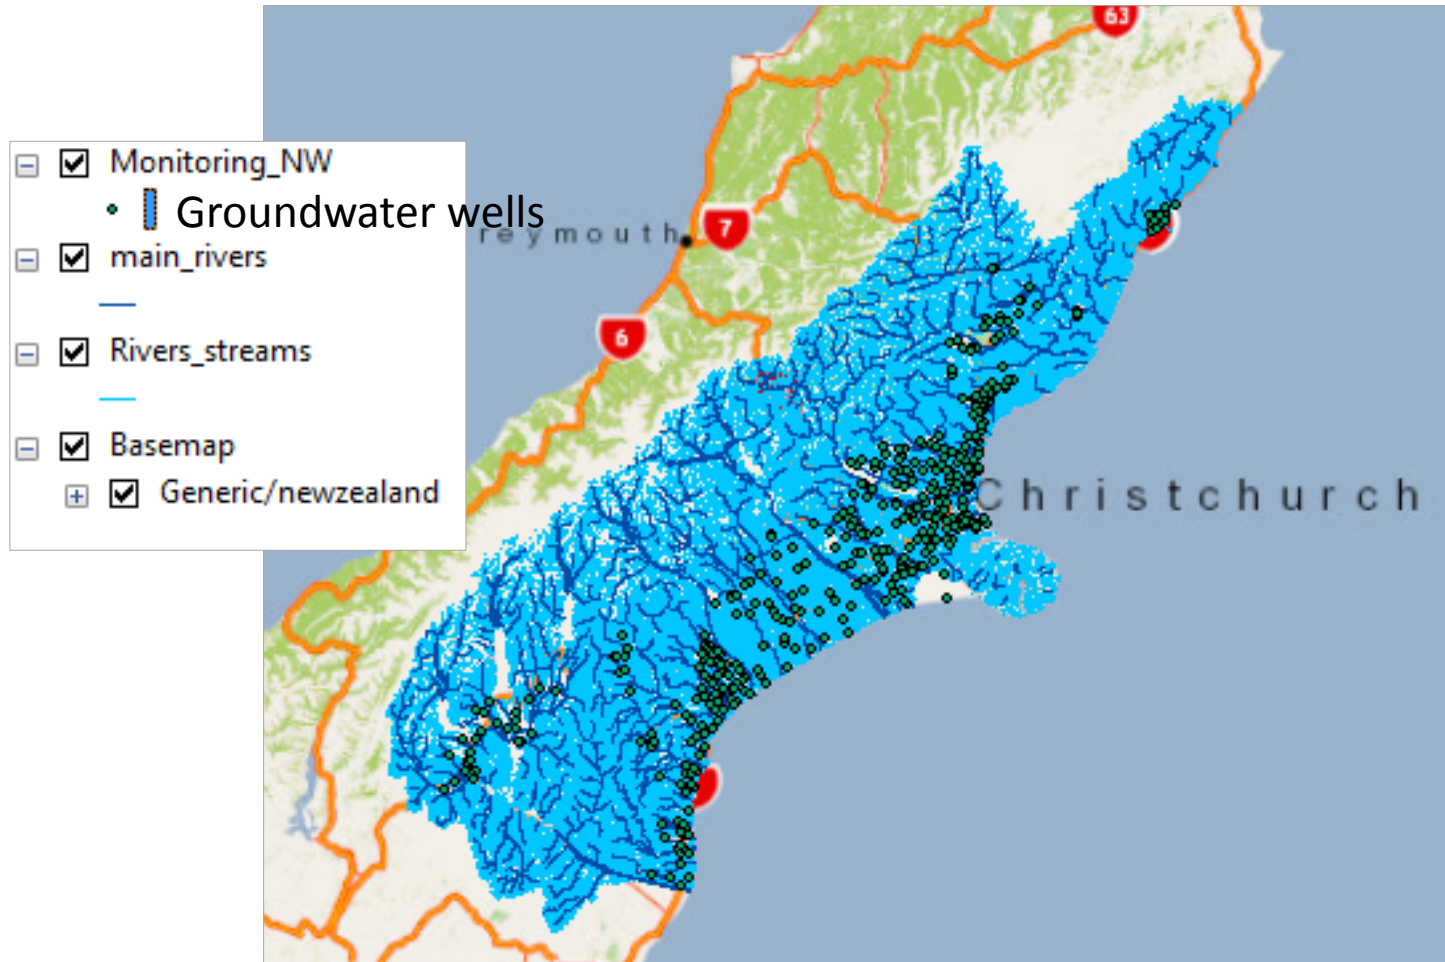 63
Monitoring_NW
Groundwater wells
reymouth
7
main_rivers
6
Rivers_streams
Basemap
Generic/newzealand
Christchurch